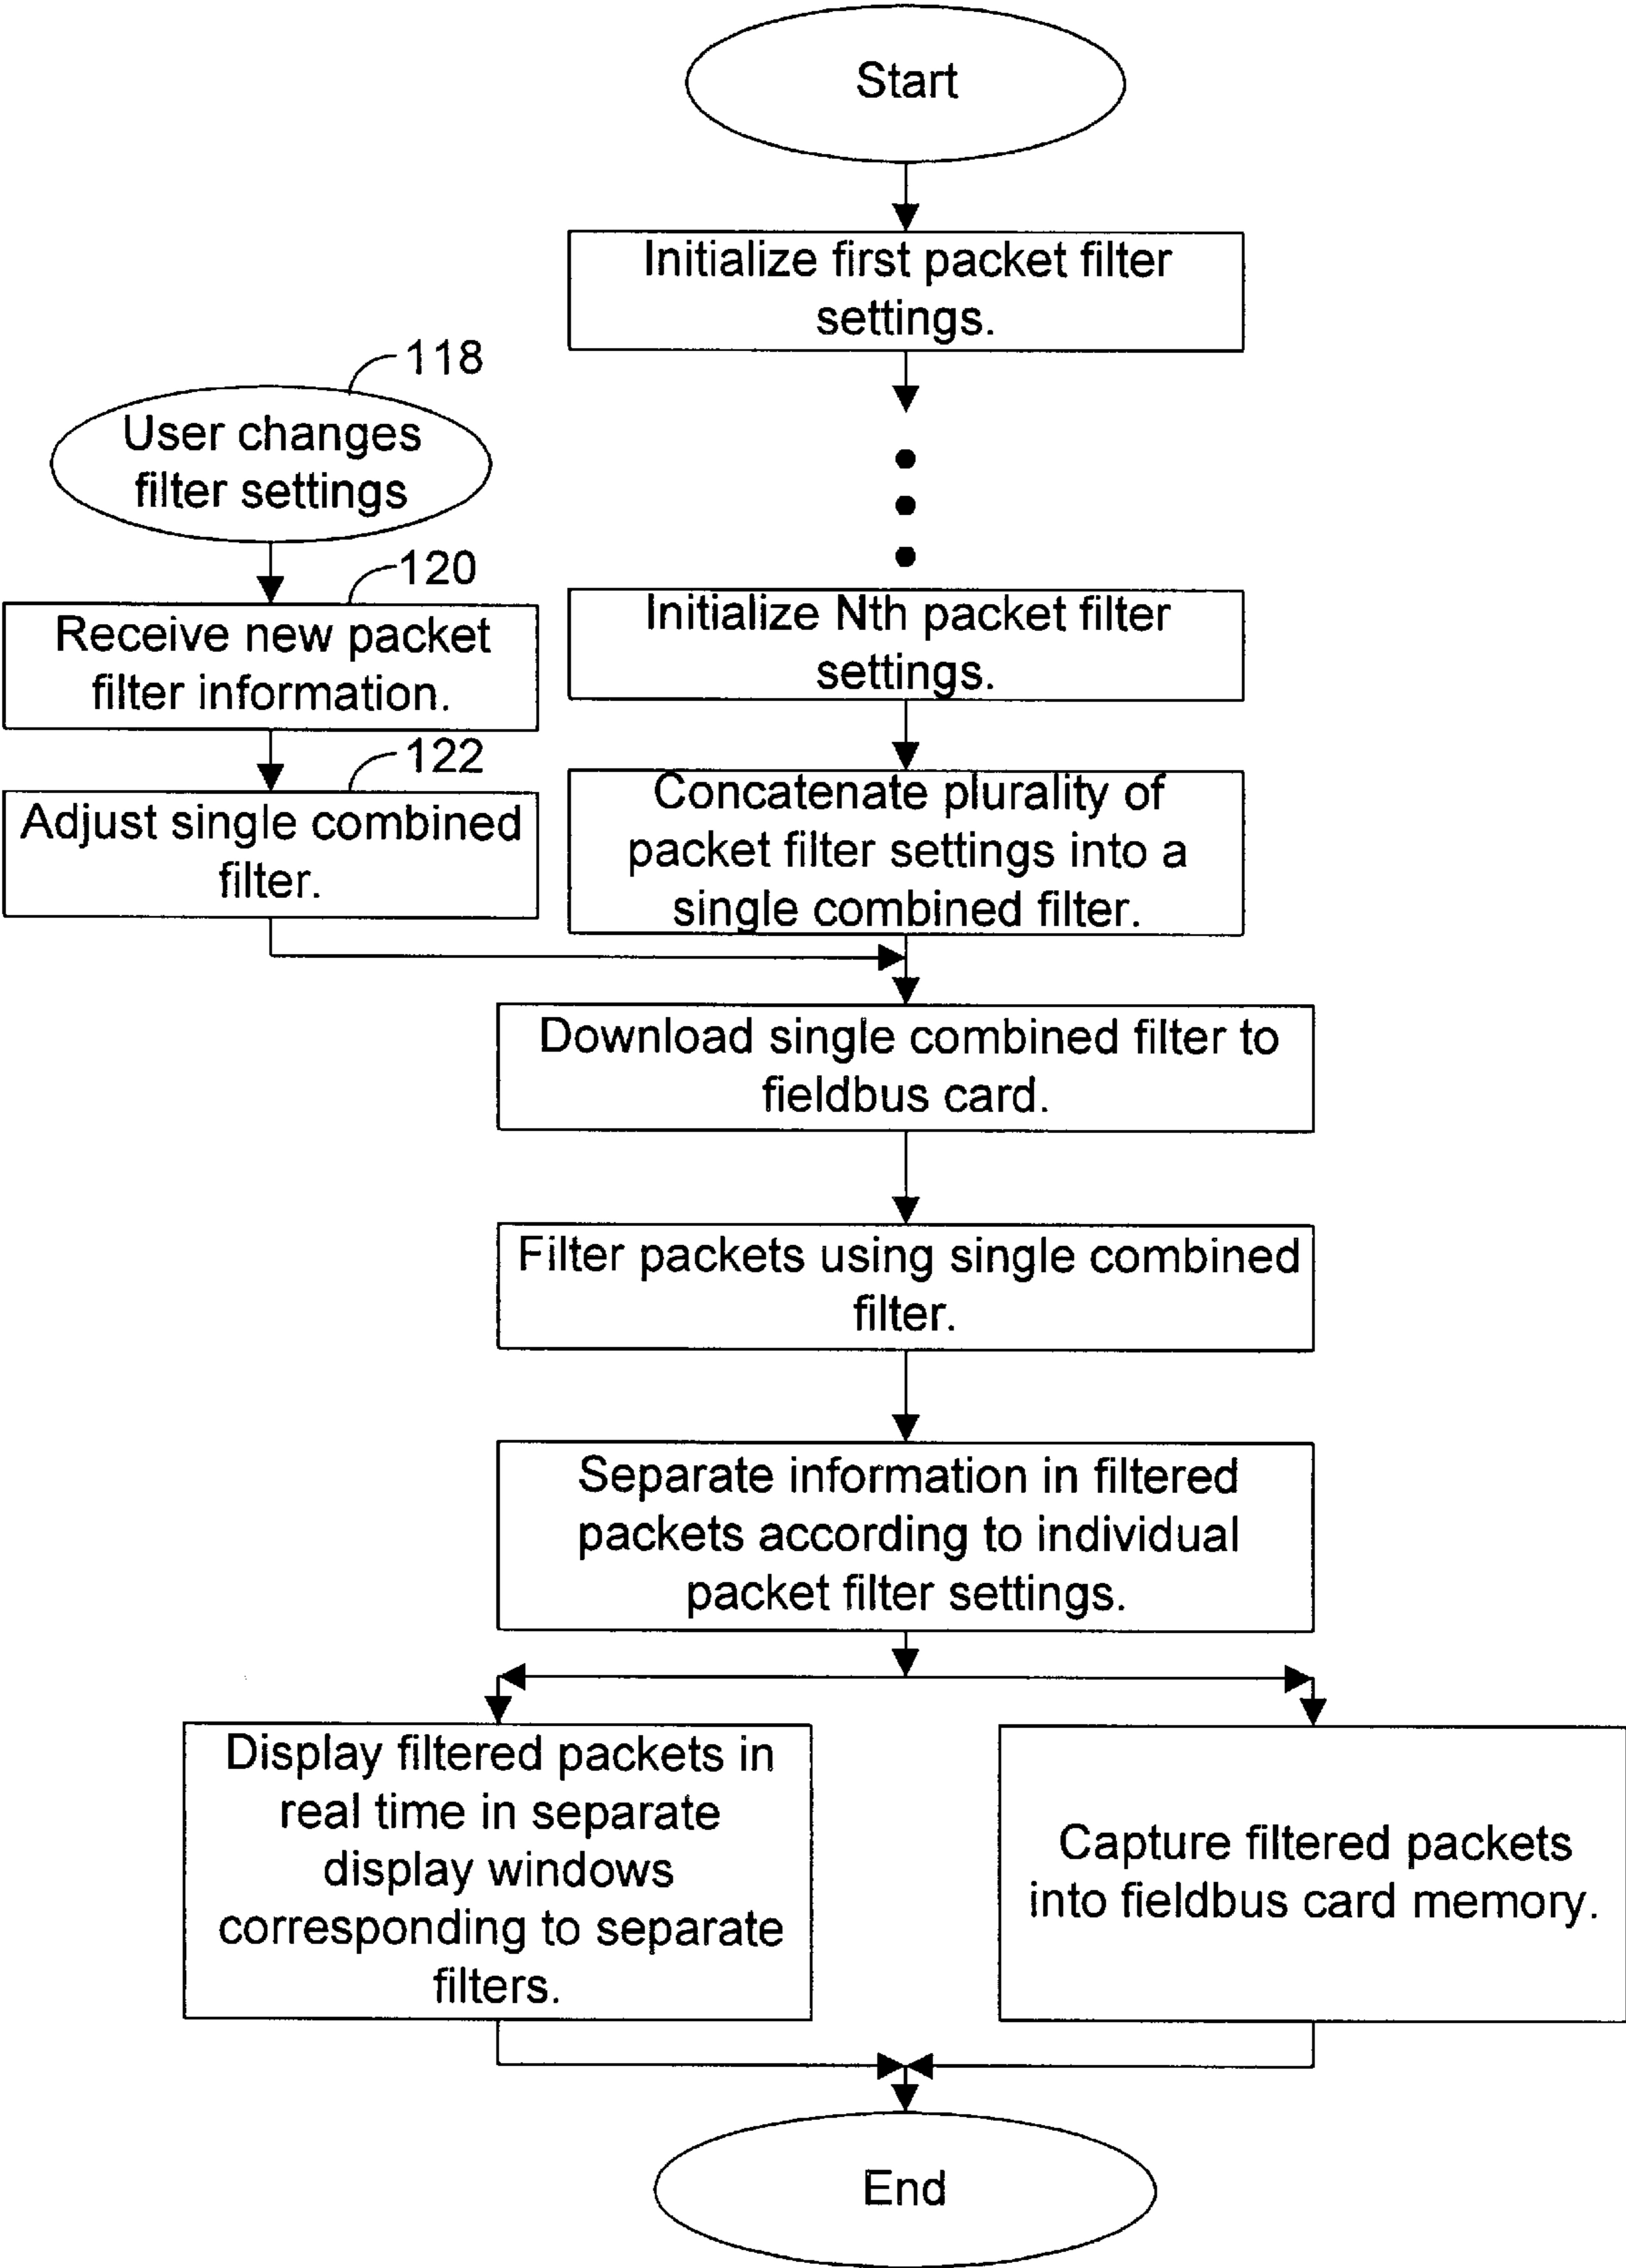 Start
Initialize first packet filter
settings.
118
User changes
filter settings
120
Receive new packet
filter information.
122
Adjust single combined
filter.
Initialize Nth packet filter
settings.
Concatenate plurality of
packet filter settings into a
single combined filter.
Download single combined filter to
fieldbus card.
Filter packets using single combined
filter.
Separate information in filtered
packets according to individual
packet filter settings.
Display filtered packets in
real time in separate
display windows
corresponding to separate
filters.
Capture filtered packets
into fieldbus card memory.
End